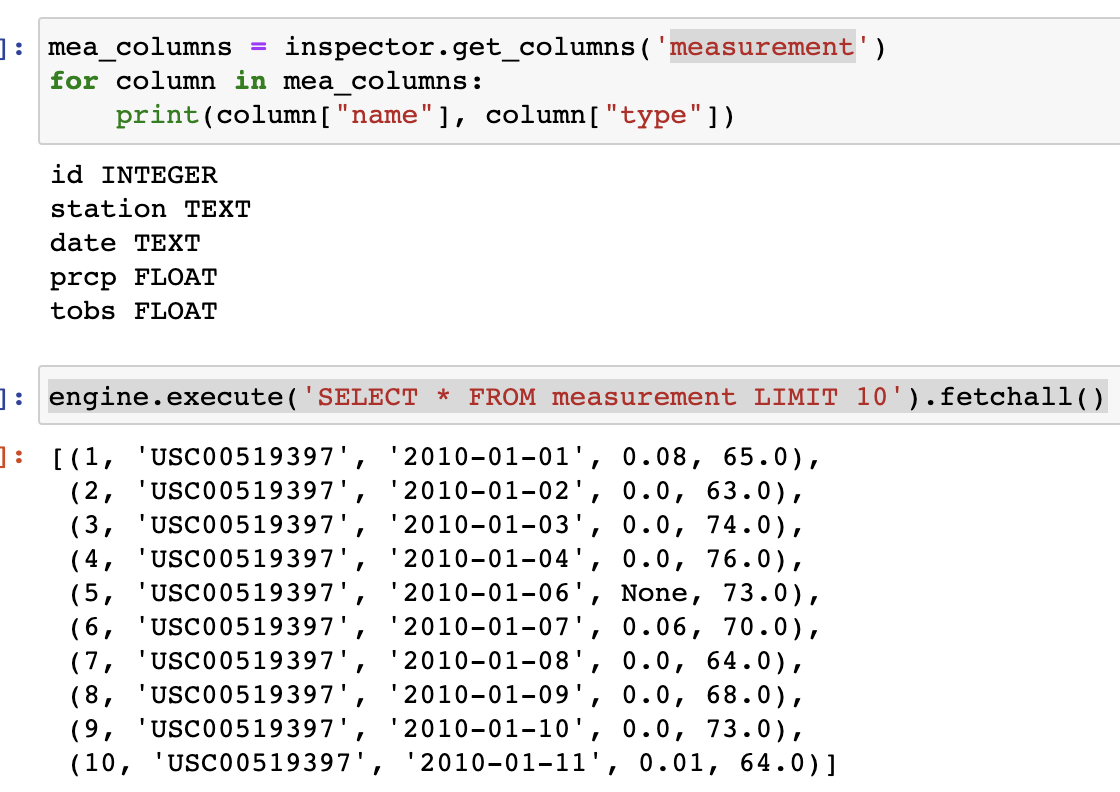 ]: mea_columns = inspector.get_columns('measurement')
for column in mea_columns:
    print(column["name"], column["type"])
id INTEGER
station TEXT
date TEXT
prcp FLOAT
tobs FLOAT
]: engine.execute('SELECT * FROM measurement LIMIT 10').fetchall()
]: [(1, 'USC00519397', '2010-01-01', 0.08, 65.0),
 (2, 'USC00519397', '2010-01-02', 0.0, 63.0),
 (3, 'USC00519397', '2010-01-03', 0.0, 74.0),
 (4, 'USC00519397', '2010-01-04', 0.0, 76.0),
 (5, 'USC00519397', '2010-01-06', None, 73.0),
 (6, 'USC00519397', '2010-01-07', 0.06, 70.0),
 (7, 'USC00519397', '2010-01-08', 0.0, 64.0),
 (8, 'USC00519397', '2010-01-09', 0.0, 68.0),
 (9, 'USC00519397', '2010-01-10', 0.0, 73.0),
 (10, 'USC00519397', '2010-01-11', 0.01, 64.0)]